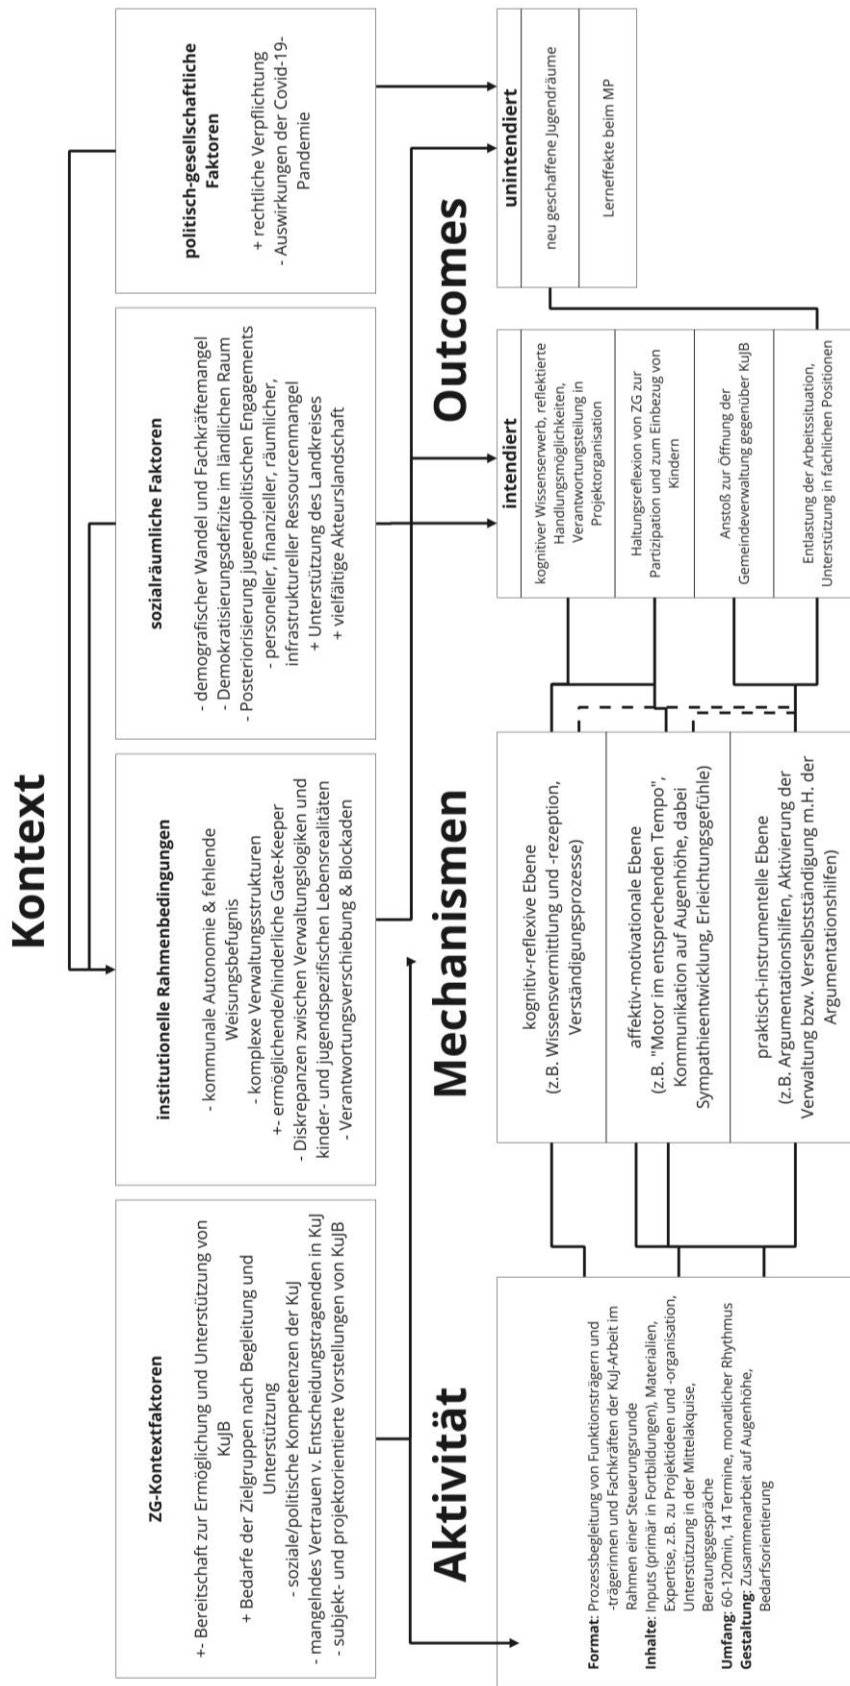 Kontext
ZG-Kontextfaktoren
+- Bereitschaft zur Ermöglichung und Unterstützung von
KuJB
+ Bedarfe der Zielgruppen nach Begleitung und
Unterstützung
- soziale/politische Kompetenzen der KuJ
- mangelndes Vertrauen v. Entscheidungstragenden in KuJ
- subjekt- und projektorientierte Vorstellungen von KuJB
institutionelle Rahmenbedingungen
- kommunale Autonomie & fehlende
Weisungsbefugnis
- komplexe Verwaltungsstrukturen
+- ermöglichende/hinderliche Gate-Keeper
- Diskrepanzen zwischen Verwaltungslogiken und
kinder- und jugendspezifischen Lebensrealitäten
- Verantwortungsverschiebung & Blockaden
sozialräumliche Faktoren
- demografischer Wandel und Fachkräftemangel
- Demokratisierungsdefizite im ländlichen Raum
- Posteriorisierung jugendpolitischen Engagements
- personeller, finanzieller, räumlicher,
infrastruktureller Ressourcenmangel
+ Unterstützung des Landkreises
+ vielfältige Akteurslandschaft
politisch-gesellschaftliche
Faktoren
+ rechtliche Verpflichtung
- Auswirkungen der Covid-19-
Pandemie
Aktivität
Format: Prozessbegleitung von Funktionsträgern und
-trägerinnen und Fachkräften der KuJ-Arbeit im
Rahmen einer Steuerungsrunde
Inhalte: Inputs (primär in Fortbildungen), Materialien,
Expertise, z.B. zu Projektideen und -organisation,
Unterstützung in der Mittelakquise,
Beratungsgespräche
Umfang: 60-120min, 14 Termine, monatlicher Rhythmus
Gestaltung: Zusammenarbeit auf Augenhöhe,
Bedarfsorientierung
Mechanismen
kognitiv-reflexive Ebene
(z.B. Wissensvermittlung und -rezeption,
Verständigungsprozesse)
affektiv-motivationale Ebene
(z.B. "Motor im entsprechenden Tempo",
Kommunikation auf Augenhöhe, dabei
Sympathieentwicklung, Erleichtungsgefühle)
praktisch-instrumentelle Ebene
(z.B. Argumentationshilfen, Aktivierung der
Verwaltung bzw. Verselbstständigung m.H. der
Argumentationshilfen)
Outcomes
intendiert
kognitiver Wissenserwerb, reflektierte
Handlungsmöglichkeiten,
Verantwortungsteilung in
Projektorganisation
Haltungsreflexion von ZG zur
Partizipation und zum Einbezug von
Kindern
Anstoß zur Öffnung der
Gemeindeverwaltung gegenüber KuJB
Entlastung der Arbeitssituation,
Unterstützung in fachlichen Positionen
unintendiert
neu geschaffene Jugendräume
Lerneffekte beim MP